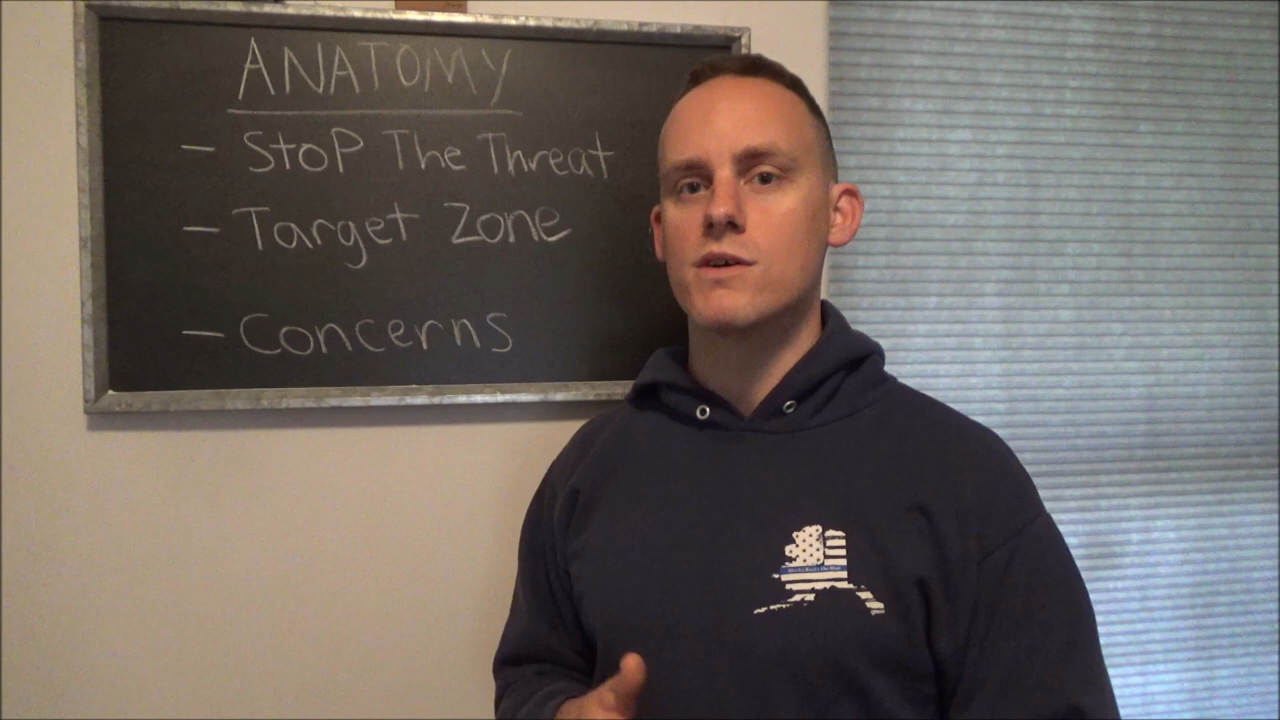 ANATOMY
- StoP The Threat
- Target Zone
- Concerns